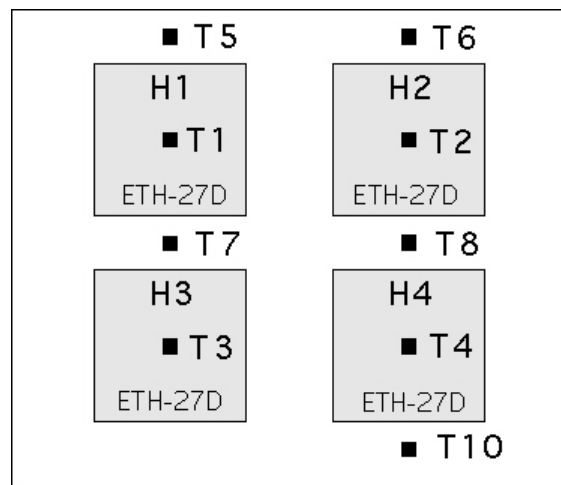 T5 T6
H1 H2
T1 T2
ETH-27D ETH-27D
T7 T8
H3 H4
T3 T4
ETH-27D ETH-27D
T10